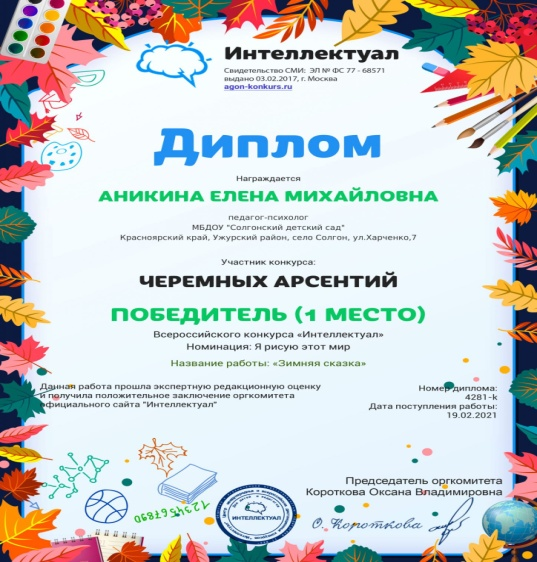 Интеллектуал
Свидетельство СМИ: ЭЛ № ФС 77 - 68571
выдано 03.02.2017, г. Москва
agon-konkurs.ru
Диплом
Награждается
АНИКИНА ЕЛЕНА МИХАЙЛОВНА
педагог-психолог
МБДОУ "Солгонский детский сад"
Красноярский край, Ужурский район, село Солгон, ул.Харченко,7
Участник конкурса:
ЧЕРЕМНЫХ АРСЕНТИЙ
ПОБЕДИТЕЛЬ (1 МЕСТО)
Всероссийского конкурса «Интеллектуал»
Номинация: Я рисую этот мир
Название работы: «Зимняя сказка»
Данная работа прошла экспертную редакционную оценку
и получила положительное заключение оргкомитета
официального сайта "Интеллектуал"
Номер диплома:
4281-k
Дата поступления работы:
19.02.2021
1234567890
Председатель оргкомитета
Короткова Оксана Владимировна
ИНТЕЛЛЕКТУАЛ
О. Короткова